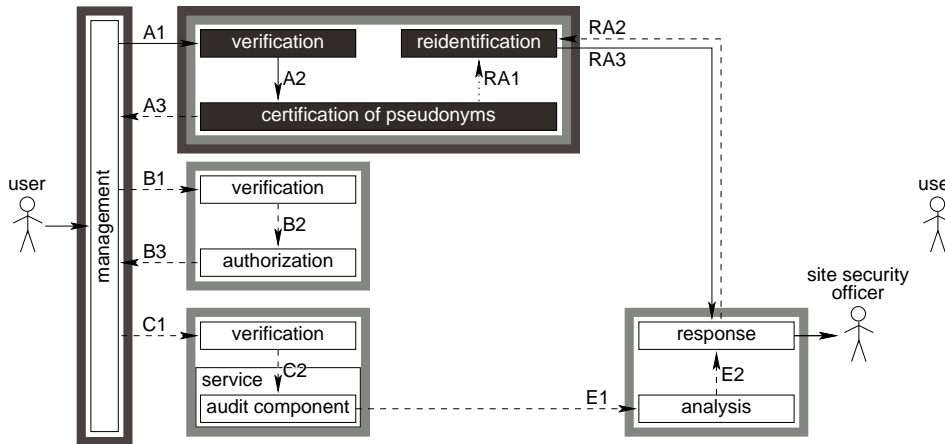 A1
verification
reidentification
RA2
RA3
A2
RA1
A3
certification of pseudonyms
user
management
B1
verification
B2
B3
authorization
use
site security
officer
C1
verification
C2
service
audit component
E1
response
E2
analysis